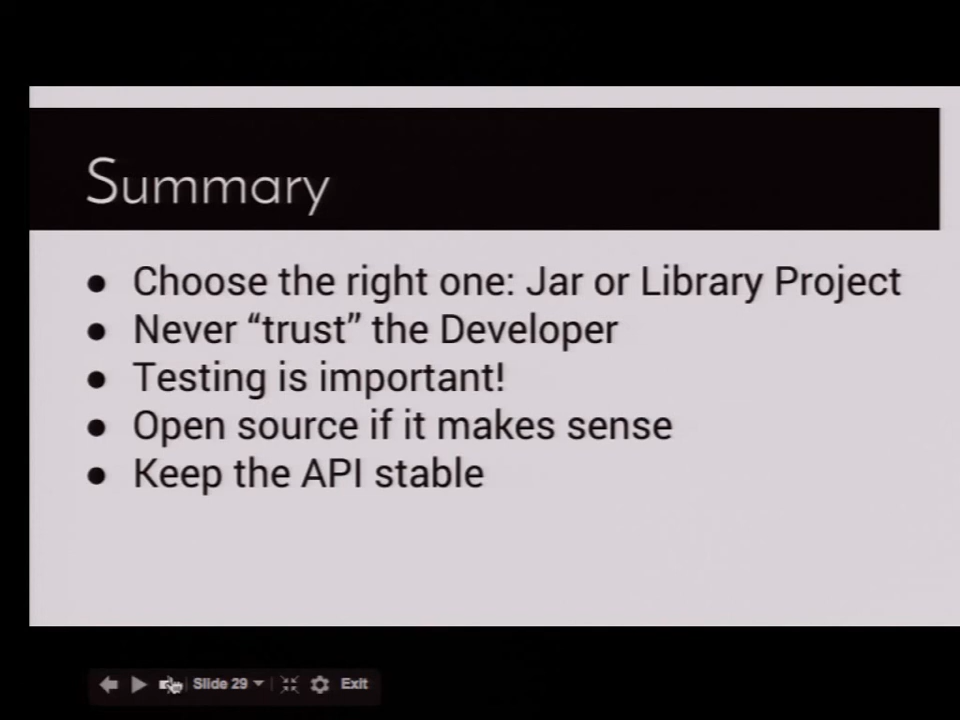 Summary
● Choose the right one: Jar or Library Project
● Never “trust” the Developer
● Testing is important!
● Open source if it makes sense
● Keep the API stable
Slide 29
Exit